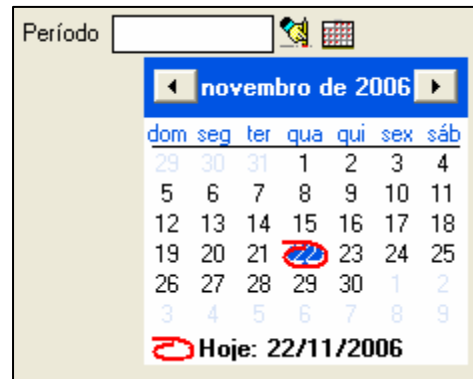 Período
novembro de 2006
dom seg ter qua qui sex sáb
29 30 31 1 2 3 4
5 6 7 8 9 10 11
12 13 14 15 16 17 18
19 20 21 22 23 24 25
26 27 28 29 30 1 2
3 4 5 6 7 8 9
Hoje: 22/11/2006